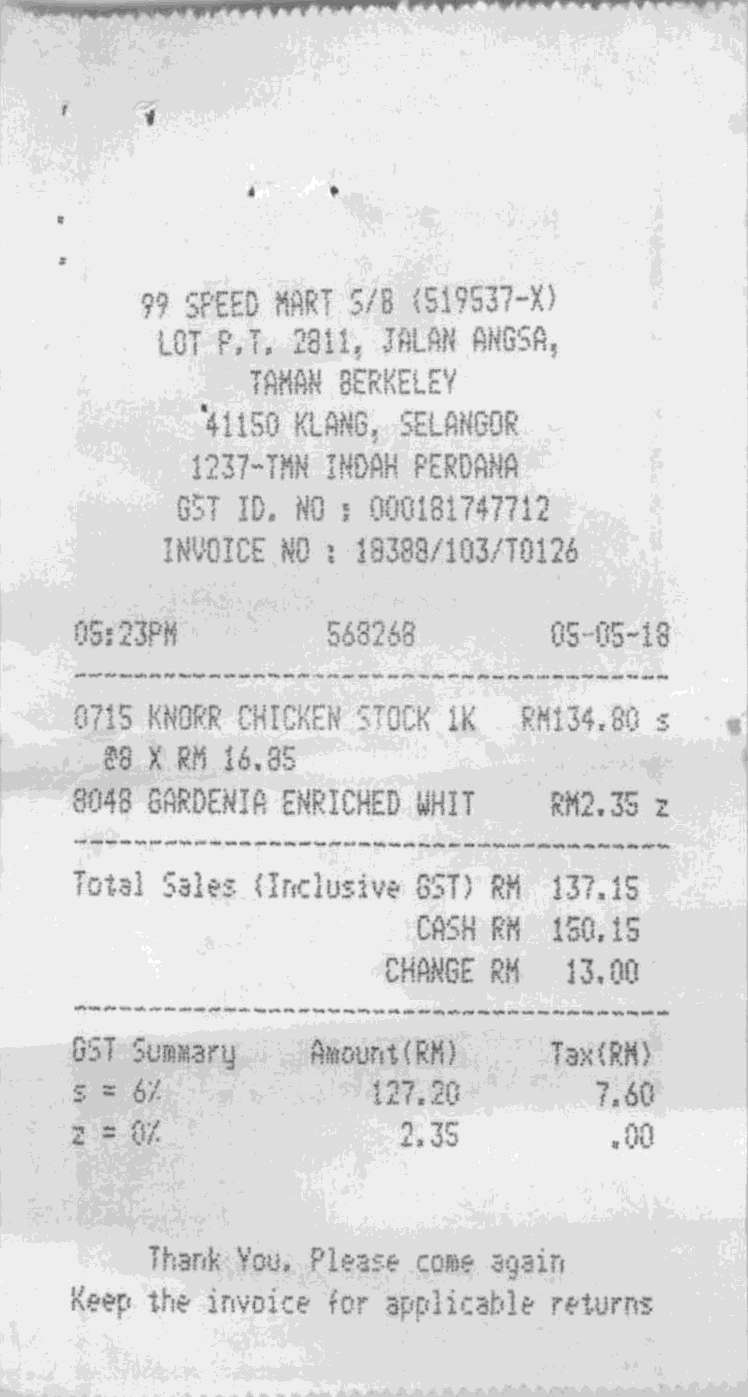 99 SPEED MART S/B (519537-X)
LOT P.T. 2811, JALAN ANGSA,
TAMAN BERKELEY
41150 KLANG, SELANGOR
1237-TMN INDAH PERDANA
GST ID. NO : 000181747712
INVOICE NO : 18388/103/T0126
05:23PM 568268 05-05-18
0715 KNORR CHICKEN STOCK 1K RM134.80 s
@8 X RM 16.85
8048 GARDENIA ENRICHED WHIT RM2.35 z
Total Sales (Inclusive GST) RM 137.15
CASH RM 150.15
CHANGE RM 13.00
GST Summary Amount(RM) Tax(RM)
s = 6% 127.20 7.60
z = 0% 2.35 .00
Thank You. Please come again
Keep the invoice for applicable returns